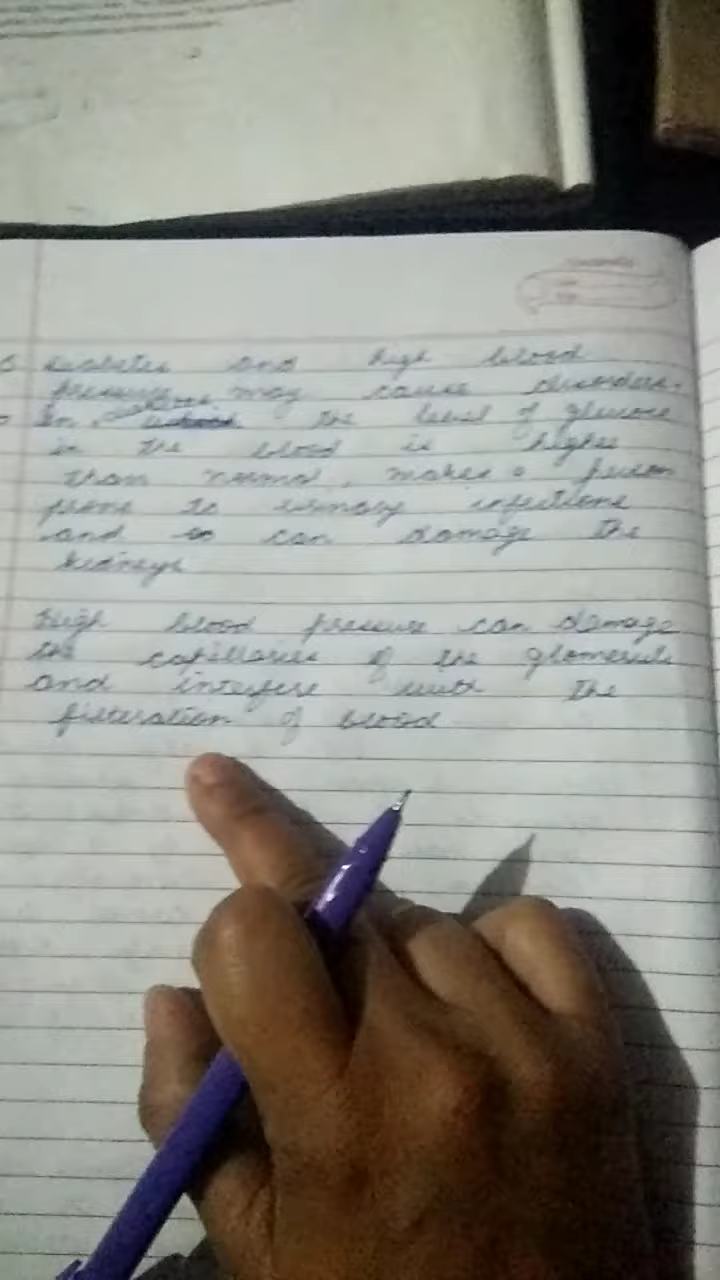 diabetes and high blood
pressure may cause disorders.
In the level of glucose
in the blood is higher
than normal, makes a person
prone to urinary infections
and so can damage the
kidneys
high blood pressure can damage
the capillaries of the glomeruli
and interfere with the
filteration of blood